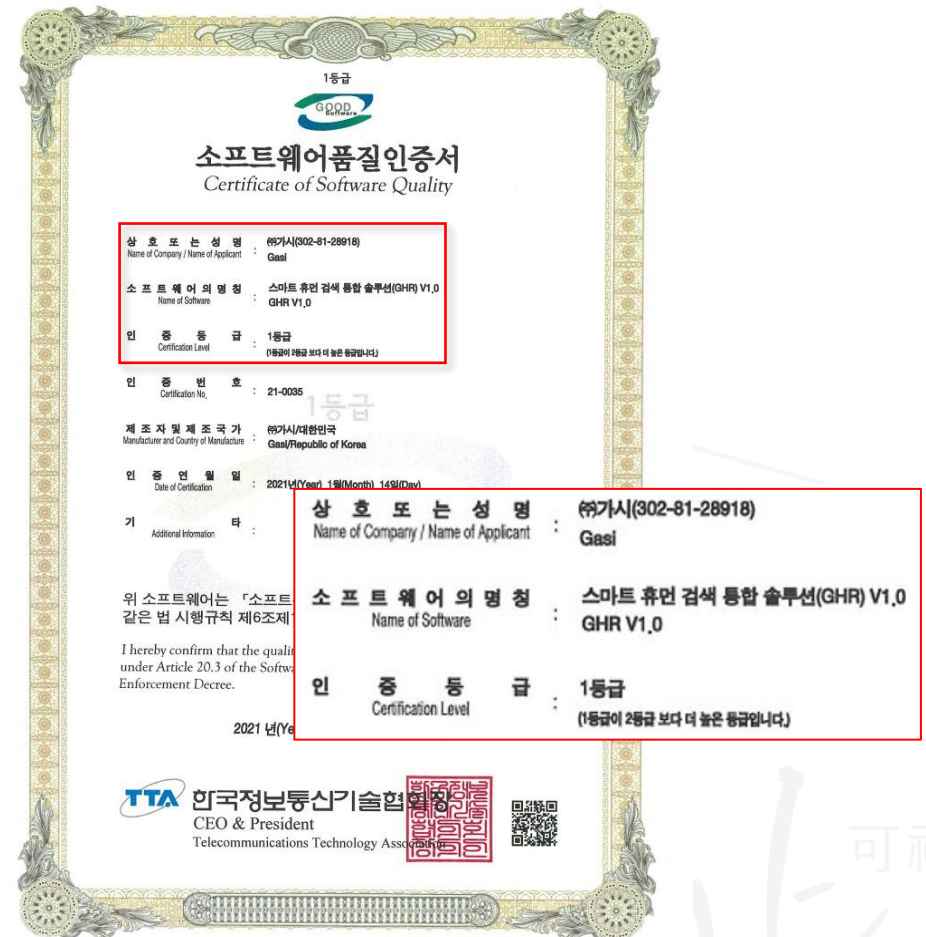 1등급
GOOD
Software
소프트웨어품질인증서
Certificate of Software Quality
상 호 또 는 성 명 : ㈜가시(302-81-28918)
Name of Company / Name of Applicant Gasi
소 프 트 웨 어 의 명 칭 : 스마트 휴먼 검색 통합 솔루션(GHR) V1.0
Name of Software GHR V1.0
인 증 등 급 : 1등급
Certification Level (1등급이 2등급 보다 더 높은 등급입니다.)
인 증 번 호 : 21-0035
Certification No.
1등급
제 조 자 및 제 조 국 가 : ㈜가시/대한민국
Manufacturer and Country of Manufacture Gasi/Republic of Korea
인 증 연 월 일 : 2021년(Year) 1월(Month) 14일(Day)
Date of Certification
기 타 :
Additional Information
상 호 또 는 성 명 : ㈜가시(302-81-28918)
Name of Company / Name of Applicant Gasi
소 프 트 웨 어 의 명 칭 : 스마트 휴먼 검색 통합 솔루션(GHR) V1.0
Name of Software GHR V1.0
인 증 등 급 : 1등급
Certification Level (1등급이 2등급 보다 더 높은 등급입니다.)
위 소프트웨어는 「소프트
같은 법 시행규칙 제6조제
I hereby confirm that the quali
under Article 20.3 of the Softw
Enforcement Decree.
2021 년(Ye
TTA 한국정보통신기술협회장
CEO & President
Telecommunications Technology Association
可視